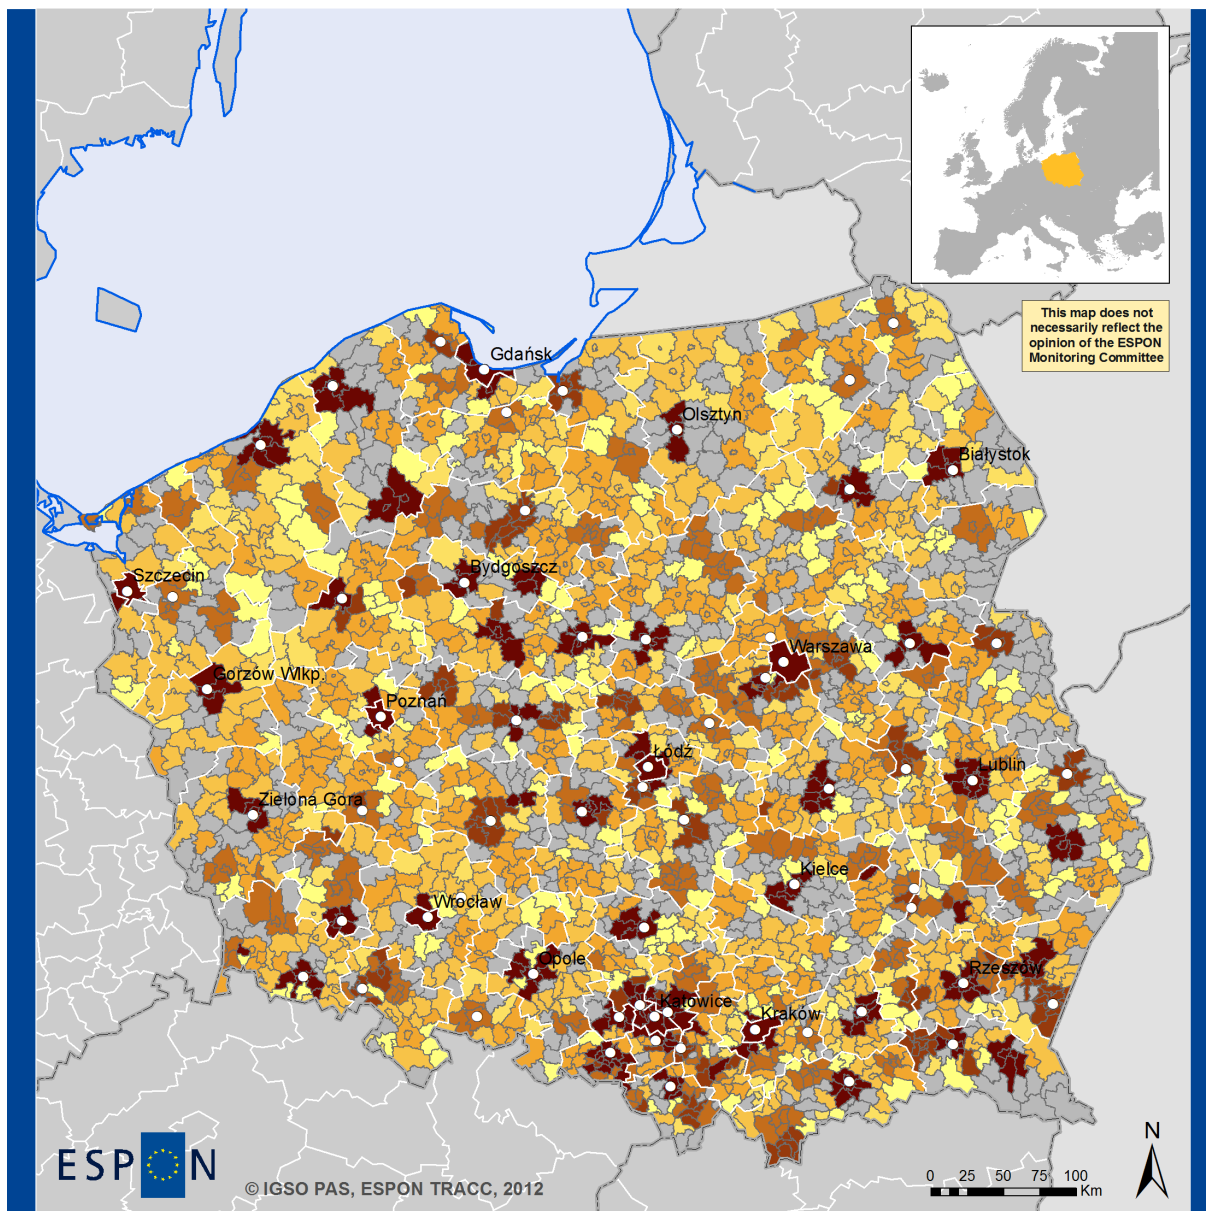 This map does not
necessarily reflect the
opinion of the ESPON
Monitoring Committee
Gdańsk
Olsztyn
Białystok
Szczecin
Bydgoszcz
Warszawa
Gorzów Wlkp.
Poznań
Łódź
Lublin
Zielona Góra
Kielce
Wrocław
Opole
Rzeszów
Katowice
Kraków
ESPON
© IGSO PAS, ESPON TRACC, 2012
N
0 25 50 75 100
Km